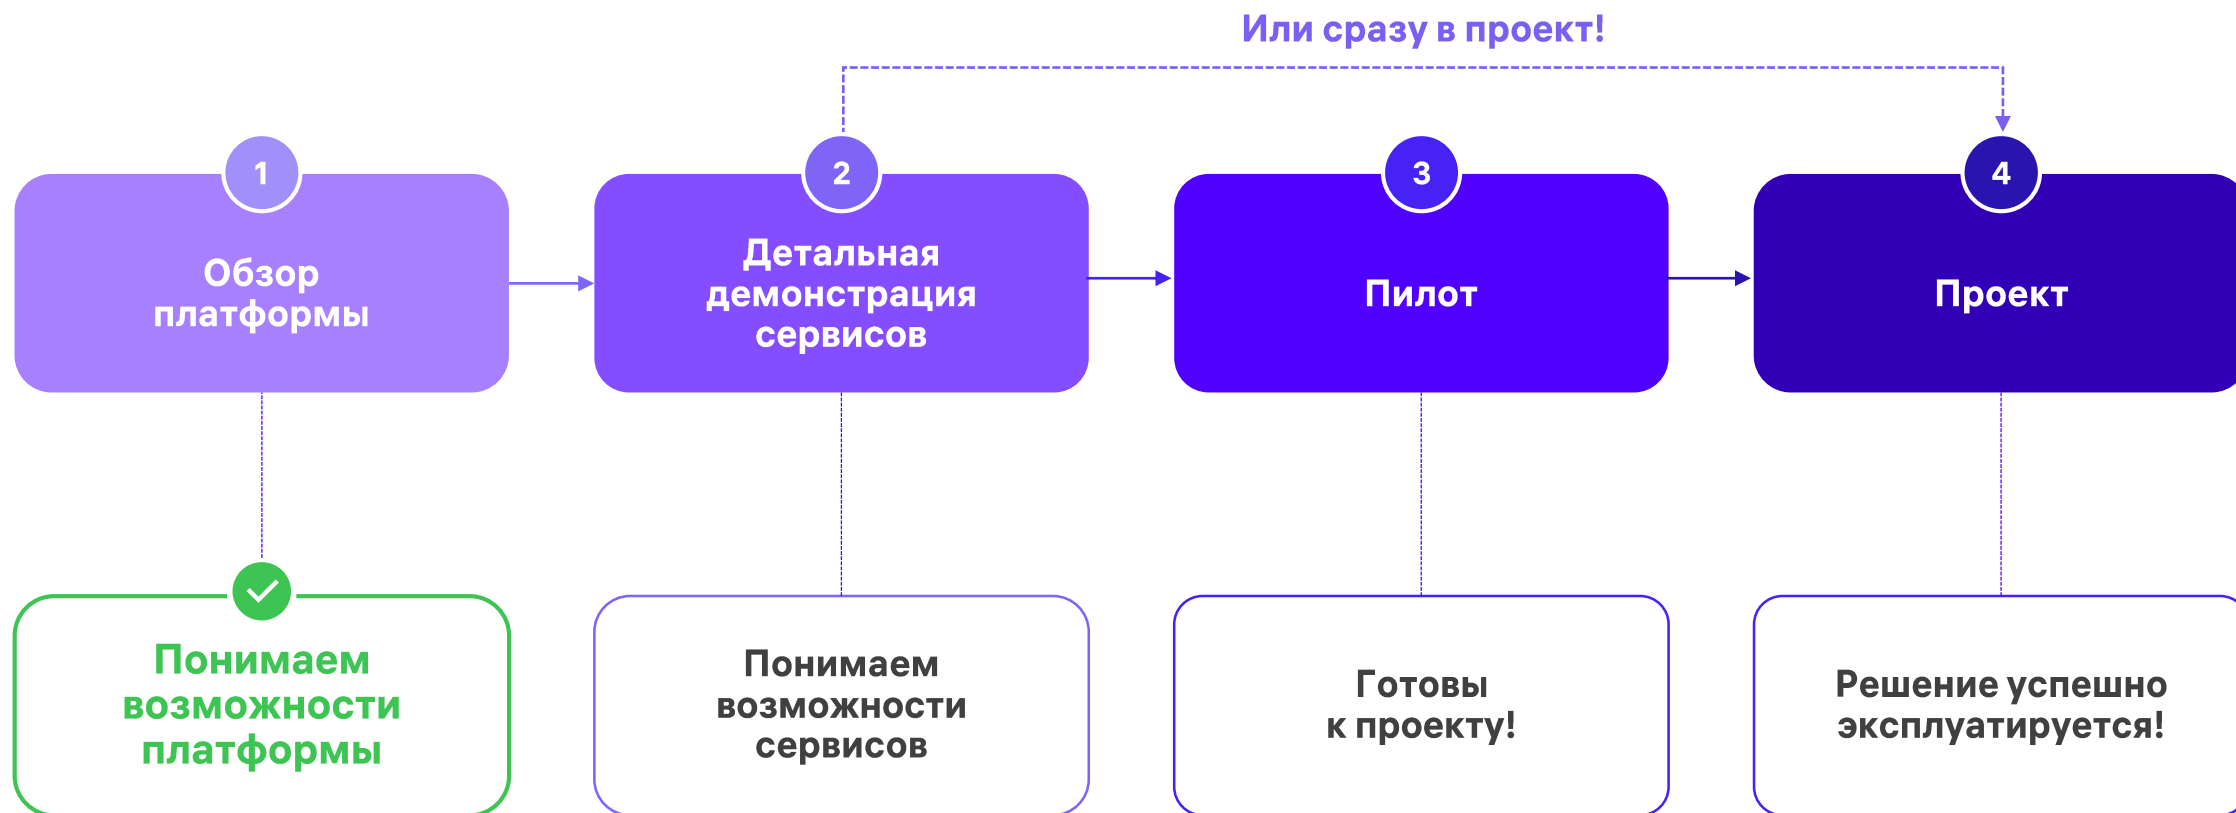 Или сразу в проект!
1
Обзор
платформы
2
Детальная
демонстрация
сервисов
3
Пилот
4
Проект
Понимаем
возможности
платформы
Понимаем
возможности
сервисов
Готовы
к проекту!
Решение успешно
эксплуатируется!